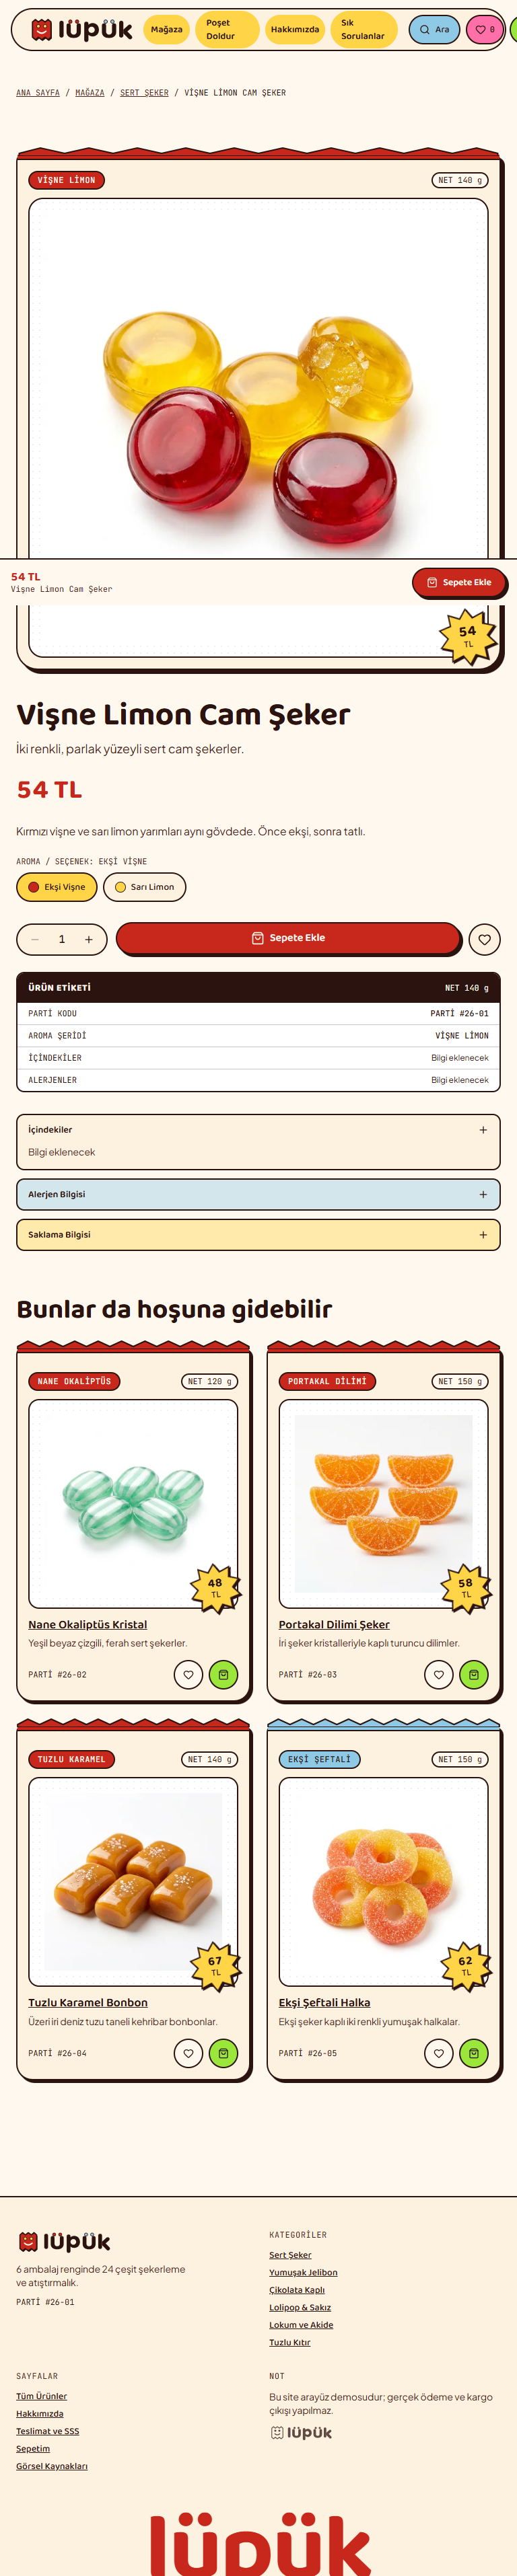 lüpük
Mağaza
Poşet
Doldur
Hakkımızda
Sık
Sorulanlar
Ara
0
ANA SAYFA / MAĞAZA / SERT ŞEKER / VİŞNE LİMON CAM ŞEKER
VİŞNE LİMON
NET 140 g
54 TL
Vişne Limon Cam Şeker
Sepete Ekle
54
TL
Vişne Limon Cam Şeker
İki renkli, parlak yüzeyli sert cam şekerler.
54 TL
Kırmızı vişne ve sarı limon yarımları aynı gövdede. Önce ekşi, sonra tatlı.
AROMA / SEÇENEK: EKŞİ VİŞNE
Ekşi Vişne
Sarı Limon
− 1 +
Sepete Ekle
ÜRÜN ETİKETİ NET 140 g
PARTİ KODU PARTİ #26-01
AROMA ŞERİDİ VİŞNE LİMON
İÇİNDEKİLER Bilgi eklenecek
ALERJENLER Bilgi eklenecek
İçindekiler +
Bilgi eklenecek
Alerjen Bilgisi +
Saklama Bilgisi +
Bunlar da hoşuna gidebilir
NANE OKALİPTÜS
NET 120 g
48
TL
Nane Okaliptüs Kristal
Yeşil beyaz çizgili, ferah sert şekerler.
PARTİ #26-02
PORTAKAL DİLİMİ
NET 150 g
58
TL
Portakal Dilimi Şeker
İri şeker kristalleriyle kaplı turuncu dilimler.
PARTİ #26-03
TUZLU KARAMEL
NET 140 g
67
TL
Tuzlu Karamel Bonbon
Üzeri iri deniz tuzu taneli kehribar bonbonlar.
PARTİ #26-04
EKŞİ ŞEFTALİ
NET 150 g
62
TL
Ekşi Şeftali Halka
Ekşi şeker kaplı iki renkli yumuşak halkalar.
PARTİ #26-05
lüpük
6 ambalaj renginde 24 çeşit şekerleme
ve atıştırmalık.
PARTİ #26-01
KATEGORİLER
Sert Şeker
Yumuşak Jelibon
Çikolata Kaplı
Lolipop & Sakız
Lokum ve Akide
Tuzlu Kıtır
SAYFALAR
Tüm Ürünler
Hakkımızda
Teslimat ve SSS
Sepetim
Görsel Kaynakları
NOT
Bu site arayüz demosudur; gerçek ödeme ve kargo
çıkışı yapılmaz.
lüpük
lüpük